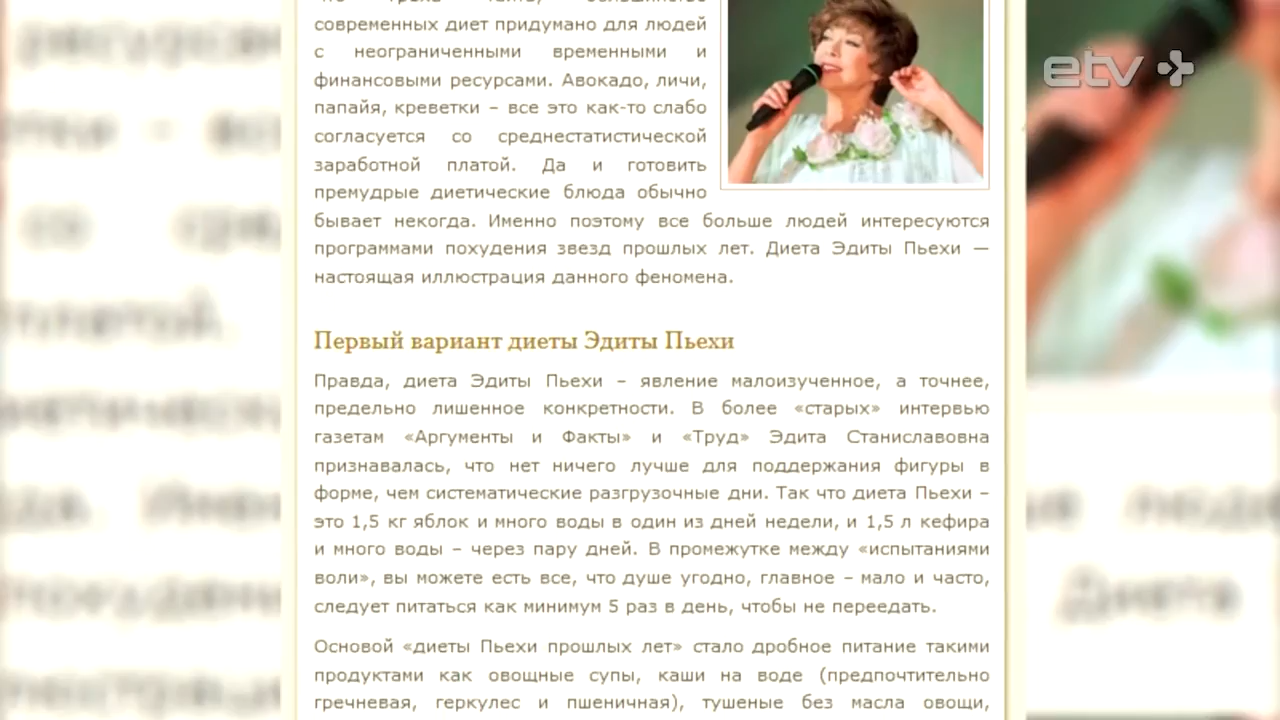 современных диет придумано для людей
с неограниченными временными и
финансовыми ресурсами. Авокадо, личи,
папайя, креветки – все это как-то слабо
согласуется со среднестатистической
заработной платой. Да и готовить
премудрые диетические блюда обычно
бывает некогда. Именно поэтому все больше людей интересуются
программами похудения звезд прошлых лет. Диета Эдиты Пьехи —
настоящая иллюстрация данного феномена.
Первый вариант диеты Эдиты Пьехи
Правда, диета Эдиты Пьехи – явление малоизученное, а точнее,
предельно лишенное конкретности. В более «старых» интервью
газетам «Аргументы и Факты» и «Труд» Эдита Станиславовна
признавалась, что нет ничего лучше для поддержания фигуры в
форме, чем систематические разгрузочные дни. Так что диета Пьехи –
это 1,5 кг яблок и много воды в один из дней недели, и 1,5 л кефира
и много воды – через пару дней. В промежутке между «испытаниями
воли», вы можете есть все, что душе угодно, главное – мало и часто,
следует питаться как минимум 5 раз в день, чтобы не переедать.
Основой «диеты Пьехи прошлых лет» стало дробное питание такими
продуктами как овощные супы, каши на воде (предпочтительно
гречневая, геркулес и пшеничная), тушеные без масла овощи,
etv+